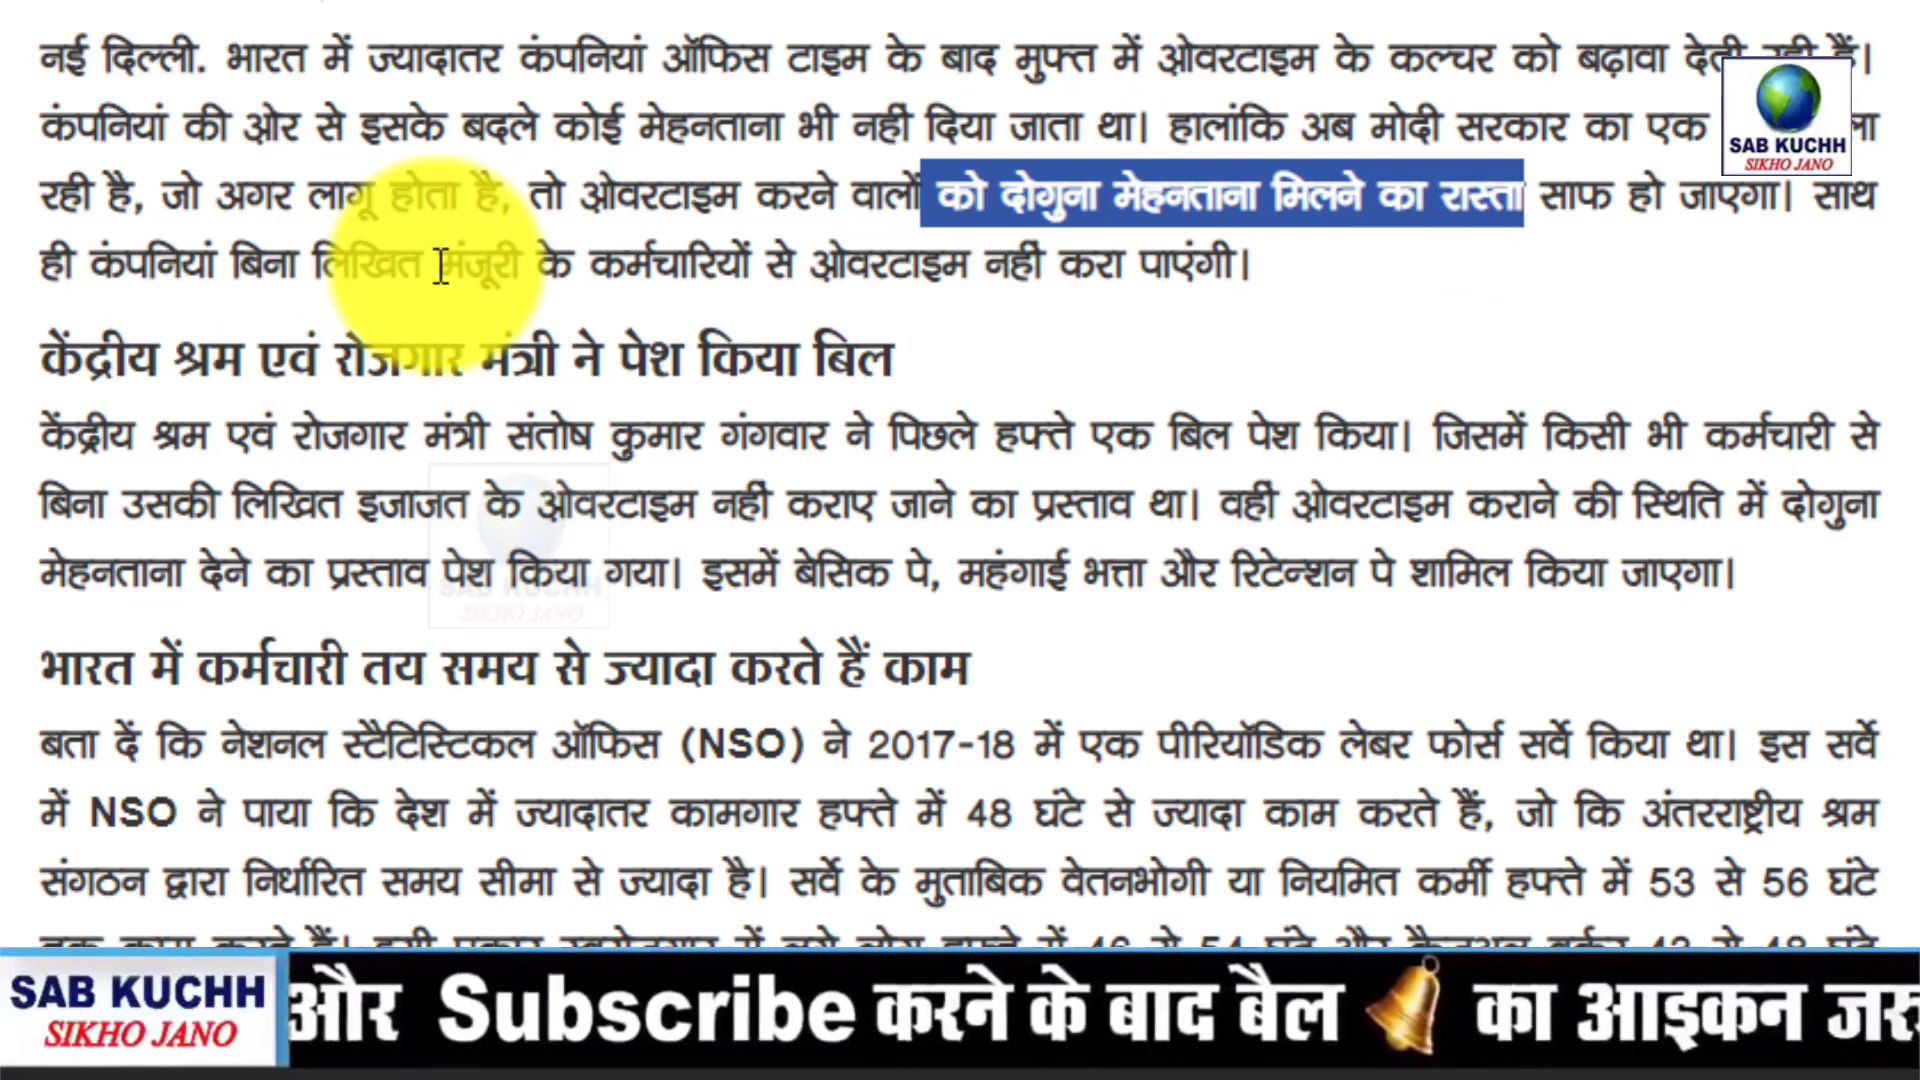 नई दिल्ली. भारत में ज्यादातर कंपनियां ऑफिस टाइम के बाद मुफ्त में ओवरटाइम के कल्चर को बढ़ावा देती रही हैं।
कंपनियां की ओर से इसके बदले कोई मेहनताना भी नहीं दिया जाता था। हालांकि अब मोदी सरकार का एक
रही है, जो अगर लागू होता है, तो ओवरटाइम करने वालों को दोगुना मेहनताना मिलने का रास्ता साफ हो जाएगा। साथ
ही कंपनियां बिना लिखित मंजूरी के कर्मचारियों से ओवरटाइम नहीं करा पाएंगी।
SAB KUCHH
SIKHO JANO
केंद्रीय श्रम एवं रोजगार मंत्री ने पेश किया बिल
केंद्रीय श्रम एवं रोजगार मंत्री संतोष कुमार गंगवार ने पिछले हफ्ते एक बिल पेश किया। जिसमें किसी भी कर्मचारी से
बिना उसकी लिखित इजाजत के ओवरटाइम नहीं कराए जाने का प्रस्ताव था। वहीं ओवरटाइम कराने की स्थिति में दोगुना
मेहनताना देने का प्रस्ताव पेश किया गया। इसमें बेसिक पे, महंगाई भत्ता और रिटेन्शन पे शामिल किया जाएगा।
SAB KUCHH
SIKHO JANO
भारत में कर्मचारी तय समय से ज्यादा करते हैं काम
बता दें कि नेशनल स्टैटिस्टिकल ऑफिस (NSO) ने 2017-18 में एक पीरियॉडिक लेबर फोर्स सर्वे किया था। इस सर्वे
में NSO ने पाया कि देश में ज्यादातर कामगार हफ्ते में 48 घंटे से ज्यादा काम करते हैं, जो कि अंतरराष्ट्रीय श्रम
संगठन द्वारा निर्धारित समय सीमा से ज्यादा है। सर्वे के मुताबिक वेतनभोगी या नियमित कर्मी हफ्ते में 53 से 56 घंटे
SAB KUCHH
SIKHO JANO
और Subscribe करने के बाद बैल का आइकन